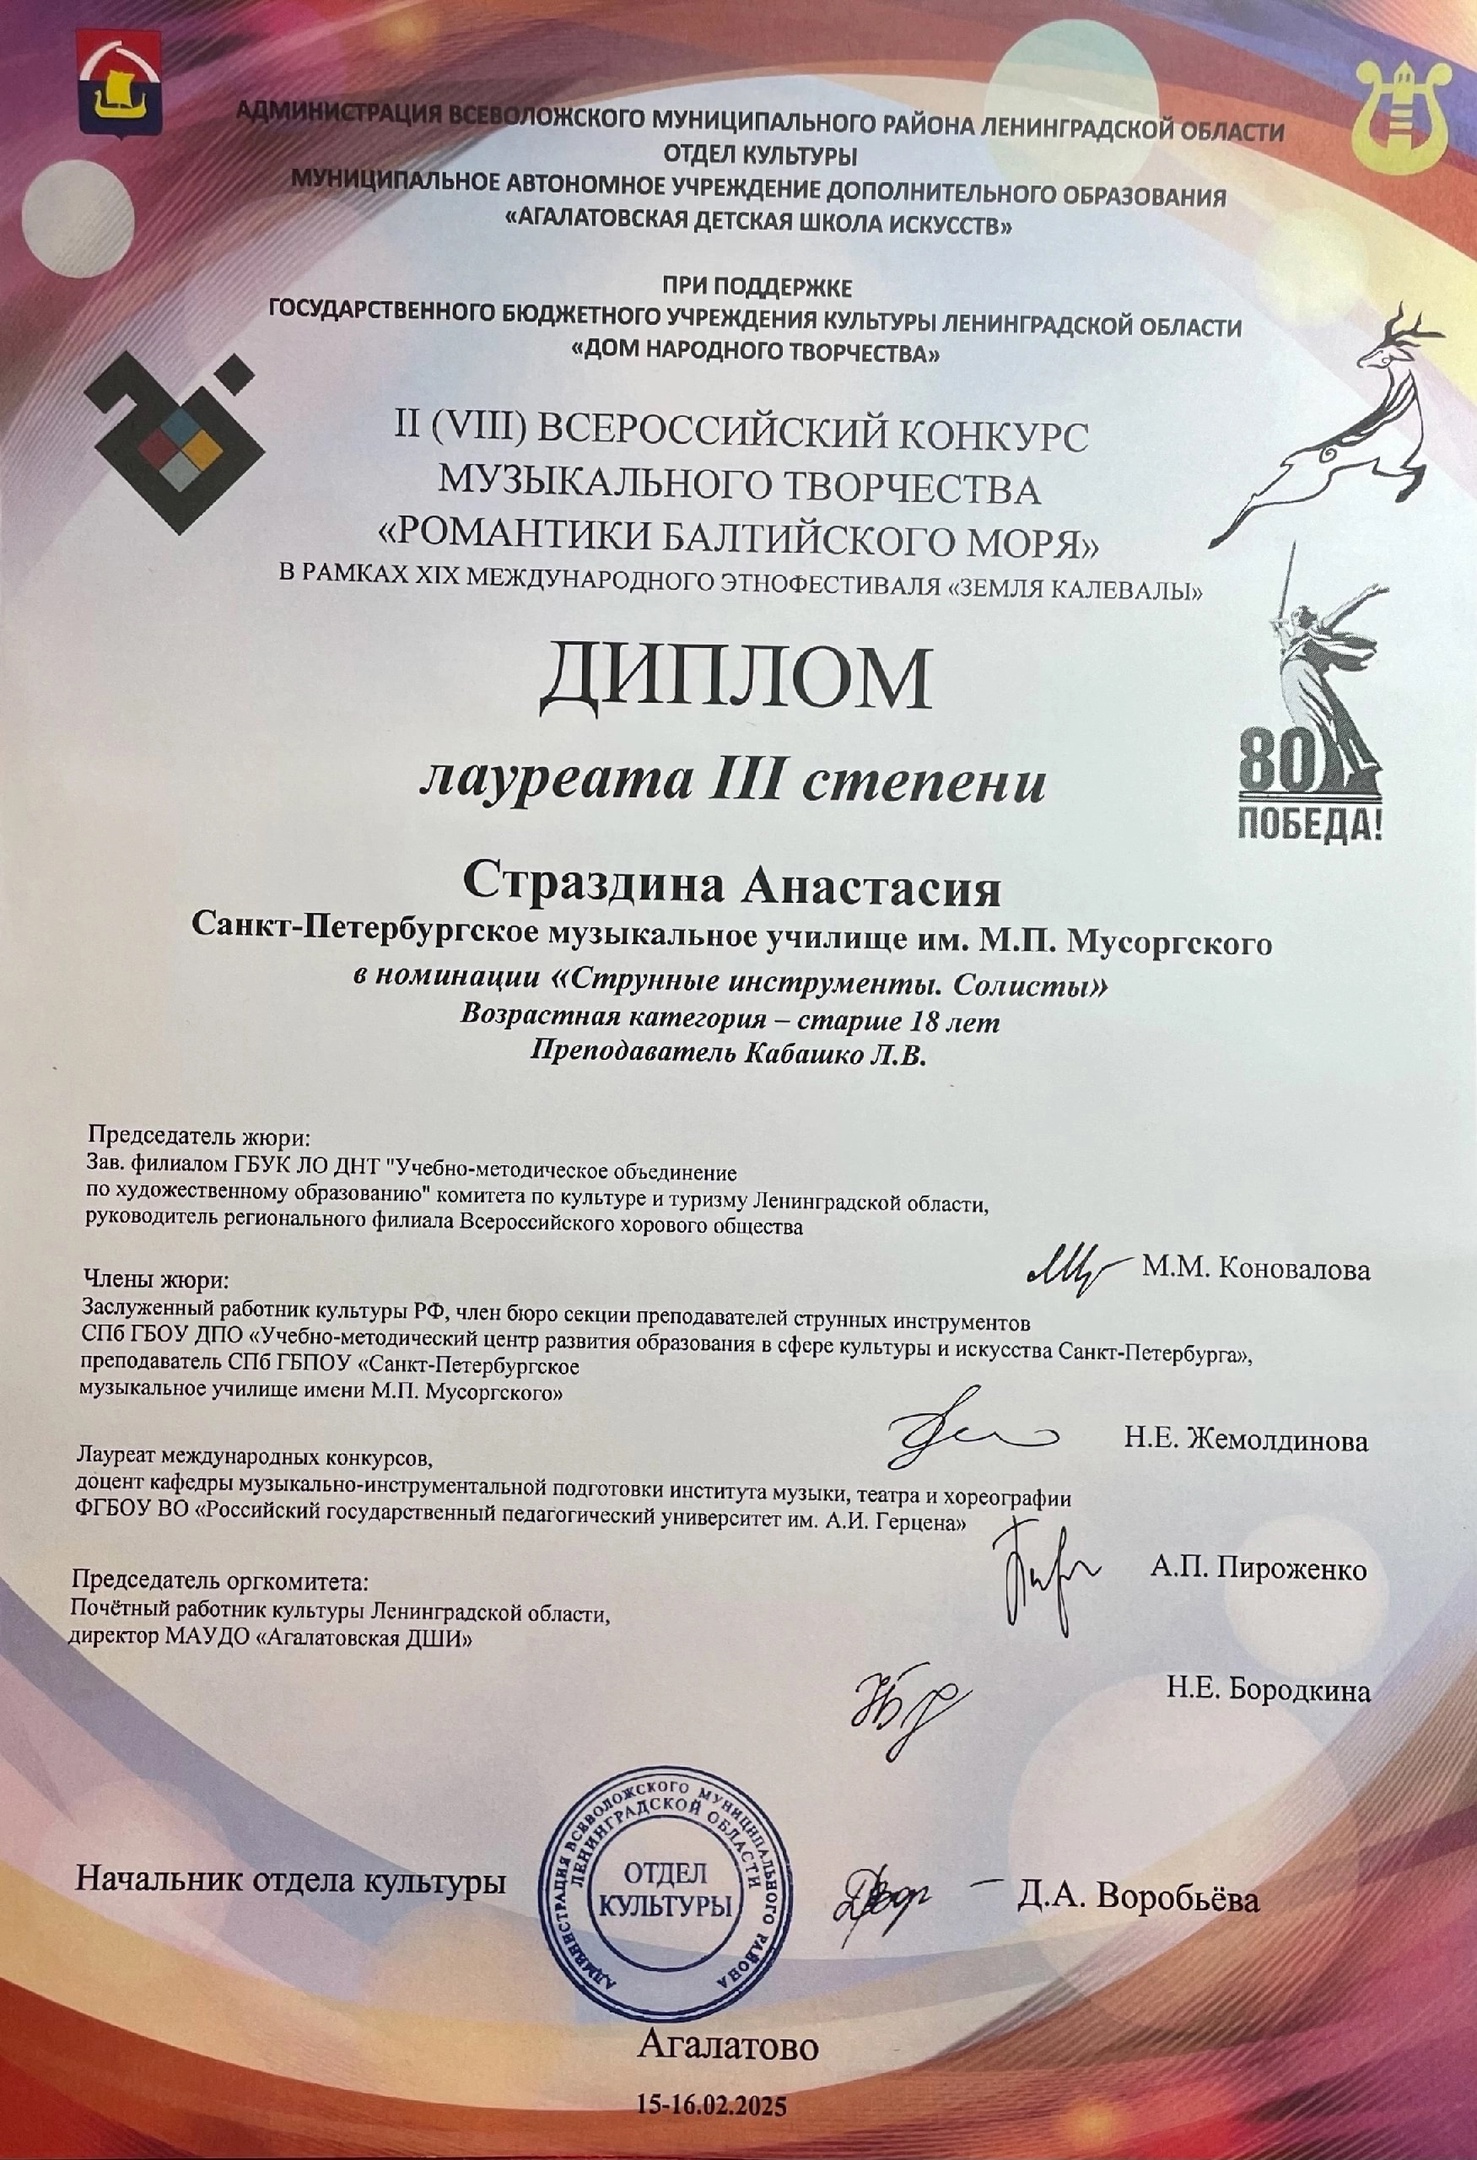 АДМИНИСТРАЦИЯ ВСЕВОЛОЖСКОГО МУНИЦИПАЛЬНОГО РАЙОНА ЛЕНИНГРАДСКОЙ ОБЛАСТИ
ОТДЕЛ КУЛЬТУРЫ
МУНИЦИПАЛЬНОЕ АВТОНОМНОЕ УЧРЕЖДЕНИЕ ДОПОЛНИТЕЛЬНОГО ОБРАЗОВАНИЯ
«АГАЛАТОВСКАЯ ДЕТСКАЯ ШКОЛА ИСКУССТВ»
ПРИ ПОДДЕРЖКЕ
ГОСУДАРСТВЕННОГО БЮДЖЕТНОГО УЧРЕЖДЕНИЯ КУЛЬТУРЫ ЛЕНИНГРАДСКОЙ ОБЛАСТИ
«ДОМ НАРОДНОГО ТВОРЧЕСТВА»
II (VIII) ВСЕРОССИЙСКИЙ КОНКУРС
МУЗЫКАЛЬНОГО ТВОРЧЕСТВА
«РОМАНТИКИ БАЛТИЙСКОГО МОРЯ»
В РАМКАХ XIX МЕЖДУНАРОДНОГО ЭТНОФЕСТИВАЛЯ «ЗЕМЛЯ КАЛЕВАЛЫ»
ДИПЛОМ
лауреата III степени
80
ПОБЕДА!
Страздина Анастасия
Санкт-Петербургское музыкальное училище им. М.П. Мусоргского
в номинации «Струнные инструменты. Солисты»
Возрастная категория – старше 18 лет
Преподаватель Кабашко Л.В.
Председатель жюри:
Зав. филиалом ГБУК ЛО ДНТ "Учебно-методическое объединение
по художественному образованию" комитета по культуре и туризму Ленинградской области,
руководитель регионального филиала Всероссийского хорового общества
М.М. Коновалова
Члены жюри:
Заслуженный работник культуры РФ, член бюро секции преподавателей струнных инструментов
СПб ГБОУ ДПО «Учебно-методический центр развития образования в сфере культуры и искусства Санкт-Петербурга»,
преподаватель СПб ГБПОУ «Санкт-Петербургское
музыкальное училище имени М.П. Мусоргского»
Н.Е. Жемолдинова
Лауреат международных конкурсов,
доцент кафедры музыкально-инструментальной подготовки института музыки, театра и хореографии
ФГБОУ ВО «Российский государственный педагогический университет им. А.И. Герцена»
А.П. Пироженко
Председатель оргкомитета:
Почётный работник культуры Ленинградской области,
директор МАУДО «Агалатовская ДШИ»
Н.Е. Бородкина
Начальник отдела культуры
Д.А. Воробьёва
АДМИНИСТРАЦИЯ ВСЕВОЛОЖСКОГО МУНИЦИПАЛЬНОГО РАЙОНА
ЛЕНИНГРАДСКОЙ ОБЛАСТИ
ОТДЕЛ
КУЛЬТУРЫ
Агалатово
15-16.02.2025